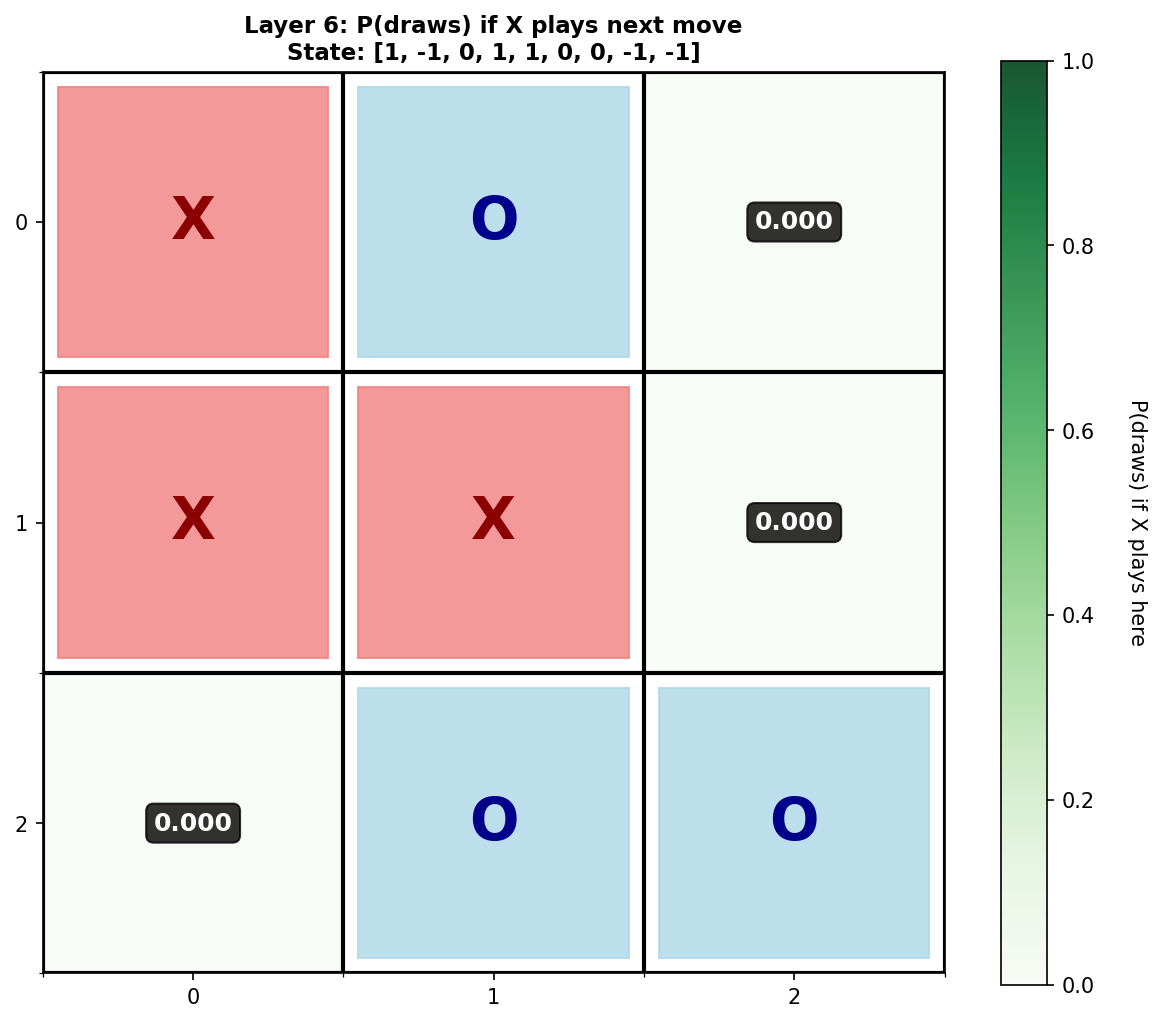 Layer 6: P(draws) if X plays next move
State: [1, -1, 0, 1, 1, 0, 0, -1, -1]
X
O
0.000
X
X
0.000
0.000
O
O
0
1
2
0
1
2
1.0
0.8
0.6
0.4
0.2
0.0
P(draws) if X plays here